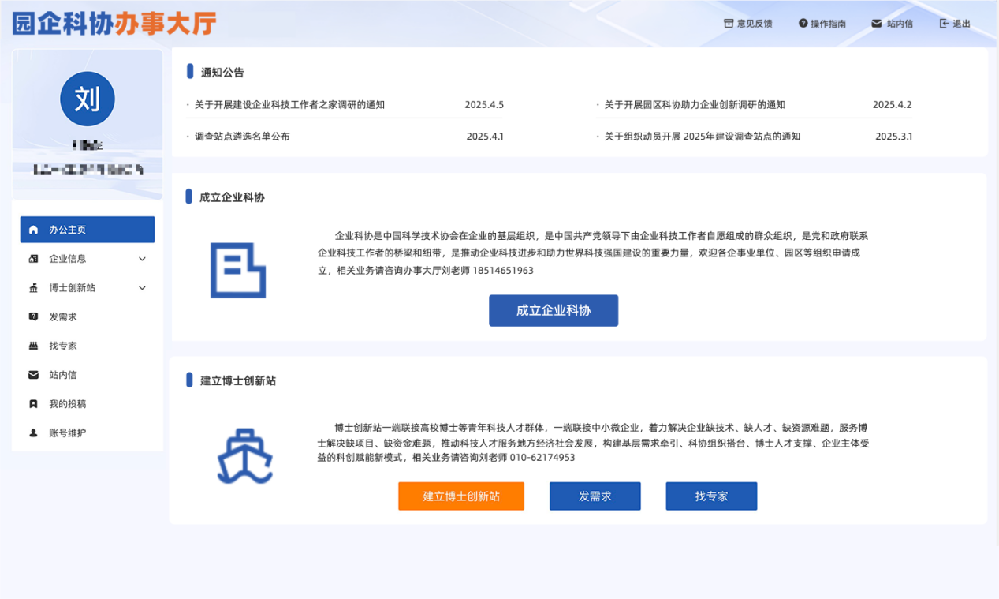 园企科协办事大厅
意见反馈 操作指南 站内信 退出
刘
办公主页
企业信息
博士创新站
发需求
找专家
站内信
我的投稿
账号维护
通知公告
· 关于开展建设企业科技工作者之家调研的通知 2025.4.5
· 关于开展园区科协助力企业创新调研的通知 2025.4.2
· 调查站点遴选名单公布 2025.4.1
· 关于组织动员开展 2025年建设调查站点的通知 2025.3.1
成立企业科协
企业科协是中国科学技术协会在企业的基层组织，是中国共产党领导下由企业科技工作者自愿组成的群众组织，是党和政府联系
企业科技工作者的桥梁和纽带，是推动企业科技进步和助力世界科技强国建设的重要力量，欢迎各企事业单位、园区等组织申请成
立，相关业务请咨询办事大厅刘老师 18514651963
成立企业科协
建立博士创新站
博士创新站一端联接高校博士等青年科技人才群体，一端联接中小微企业，着力解决企业缺技术、缺人才、缺资源难题，服务博
士解决缺项目、缺资金难题，推动科技人才服务地方经济社会发展，构建基层需求牵引、科协组织搭台、博士人才支撑、企业主体受
益的科创赋能新模式，相关业务请咨询刘老师 010-62174953
建立博士创新站 发需求 找专家